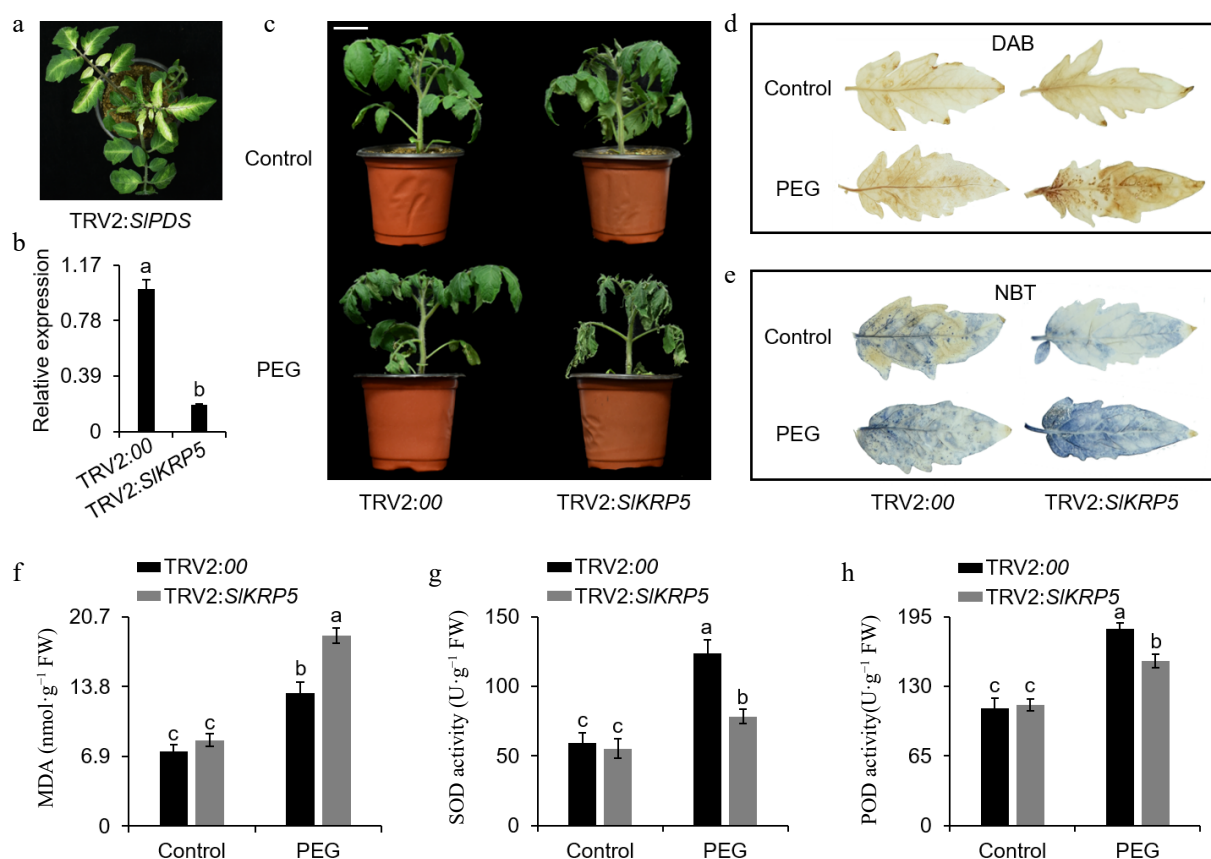 a
TRV2:SlPDS
b
Relative expression
1.17
0.78
0.39
0
a
b
TRV2:00
TRV2:SlKRP5
c
Control
PEG
TRV2:00
TRV2:SlKRP5
d
DAB
Control
PEG
e
NBT
Control
PEG
TRV2:00
TRV2:SlKRP5
f
TRV2:00
TRV2:SlKRP5
MDA (nmol·g⁻¹ FW)
20.7
13.8
6.9
0
c
c
b
a
Control
PEG
g
TRV2:00
TRV2:SlKRP5
SOD activity (U·g⁻¹ FW)
150
100
50
0
c
c
a
b
Control
PEG
h
TRV2:00
TRV2:SlKRP5
POD activity(U·g⁻¹ FW)
195
130
65
0
c
c
a
b
Control
PEG